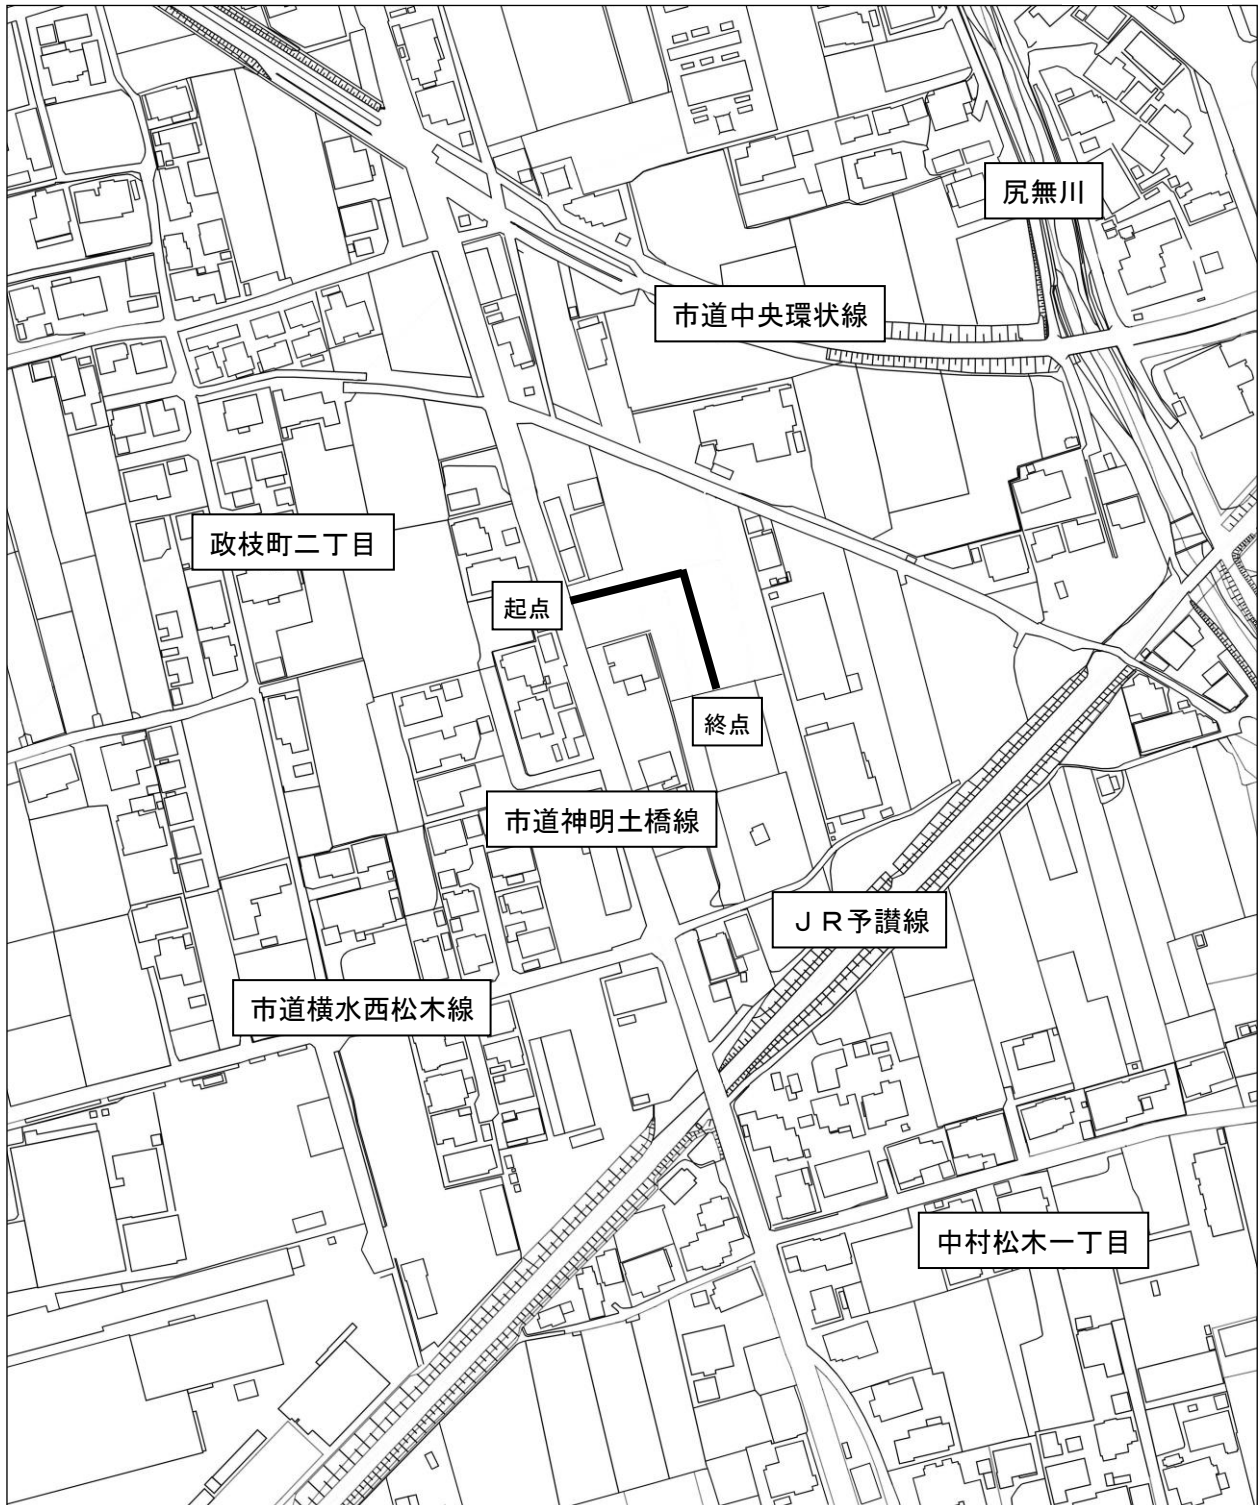 尻無川
市道中央環状線
政枝町二丁目
起点
終点
市道神明土橋線
ＪＲ予讃線
市道横水西松木線
中村松木一丁目